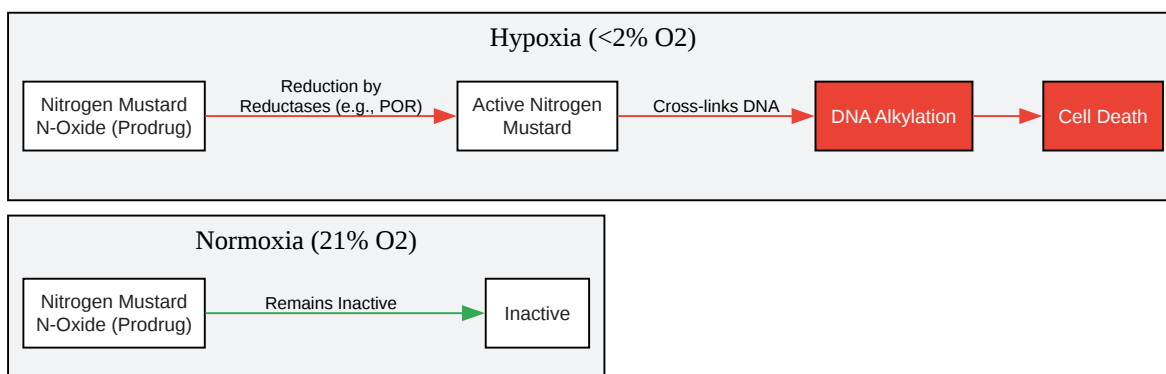 Hypoxia (<2% O2)
Nitrogen Mustard
N-Oxide (Prodrug)
Reduction by
Reductases (e.g., POR)
Active Nitrogen
Mustard
Cross-links DNA
DNA Alkylation
Cell Death
Normoxia (21% O2)
Nitrogen Mustard
N-Oxide (Prodrug)
Remains Inactive
Inactive